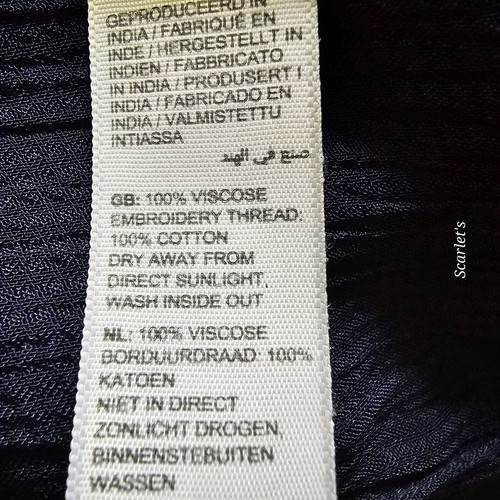 GEPRODUCEERD IN
INDIA / FABRIQUÉ EN
INDE / HERGESTELLT IN
INDIEN / FABBRICATO
IN INDIA / PRODUSERT I
INDIA / FABRICADO EN
INDIA / VALMISTETTU
INTIASSA
صنع في الهند
GB: 100% VISCOSE
EMBROIDERY THREAD:
100% COTTON
DRY AWAY FROM
DIRECT SUNLIGHT,
WASH INSIDE OUT
NL: 100% VISCOSE
BORDUURDRAAD: 100%
KATOEN
NIET IN DIRECT
ZONLICHT DROGEN,
BINNENSTEBUITEN
WASSEN
Scarlet's